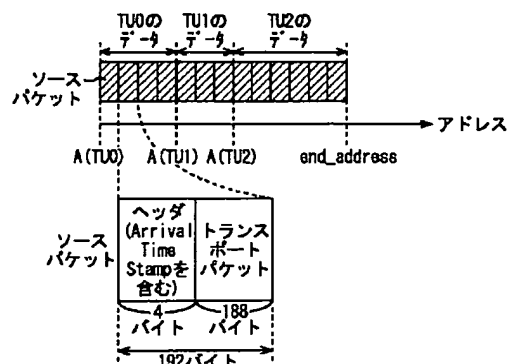 TU0の TU1の TU2の
データ データ データ
ソース
パケット
アドレス
A(TU0) A(TU1) A(TU2) end_address
ソース
パケット
ヘッダ
(Arrival
Time
Stampを
含む)
トランス
ポート
パケット
4
バイト
188
バイト
192バイト